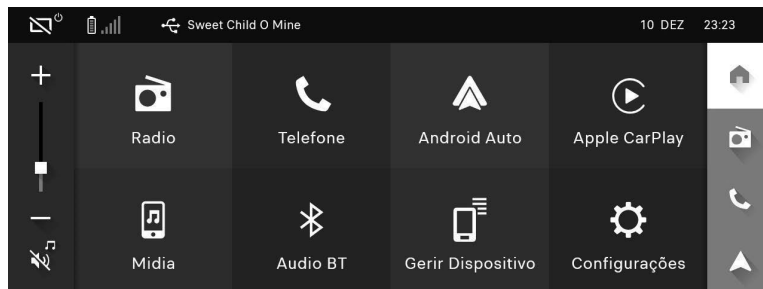 Sweet Child O Mine
10 DEZ 23:23
Radio
Telefone
Android Auto
Apple CarPlay
Midia
Audio BT
Gerir Dispositivo
Configurações